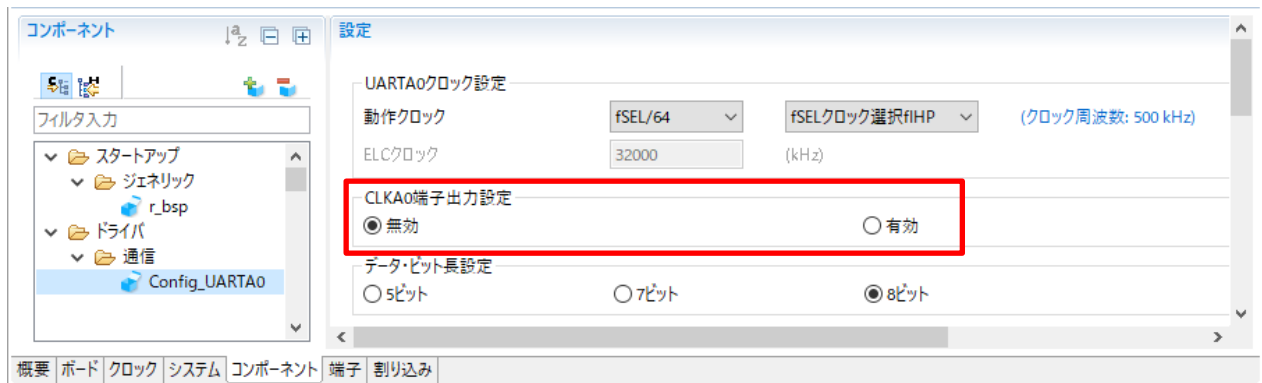 コンポーネント
設定
フィルタ入力
スタートアップ
ジェネリック
r_bsp
ドライバ
通信
Config_UARTA0
UARTA0クロック設定
動作クロック fSEL/64 fSELクロック選択fIHP (クロック周波数: 500 kHz)
ELCクロック 32000 (kHz)
CLKA0端子出力設定
無効 有効
データ・ビット長設定
5ビット 7ビット 8ビット
概要 ボード クロック システム コンポーネント 端子 割り込み